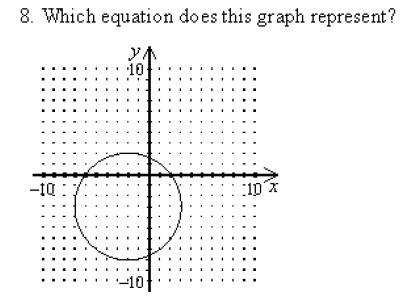 8. Which equation does this graph represent?
y
10
-10
10 x
-10